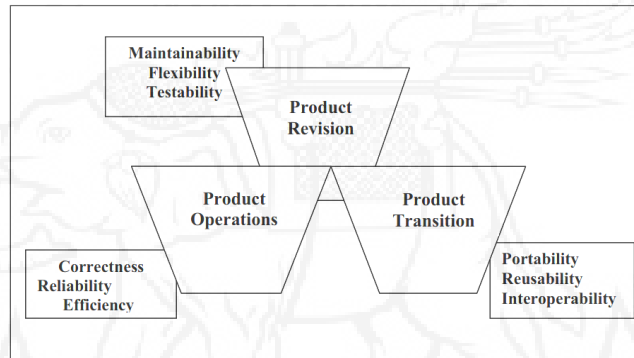 Maintainability
Flexibility
Testability
Product
Revision
Product
Operations
Product
Transition
Correctness
Reliability
Efficiency
Portability
Reusability
Interoperability